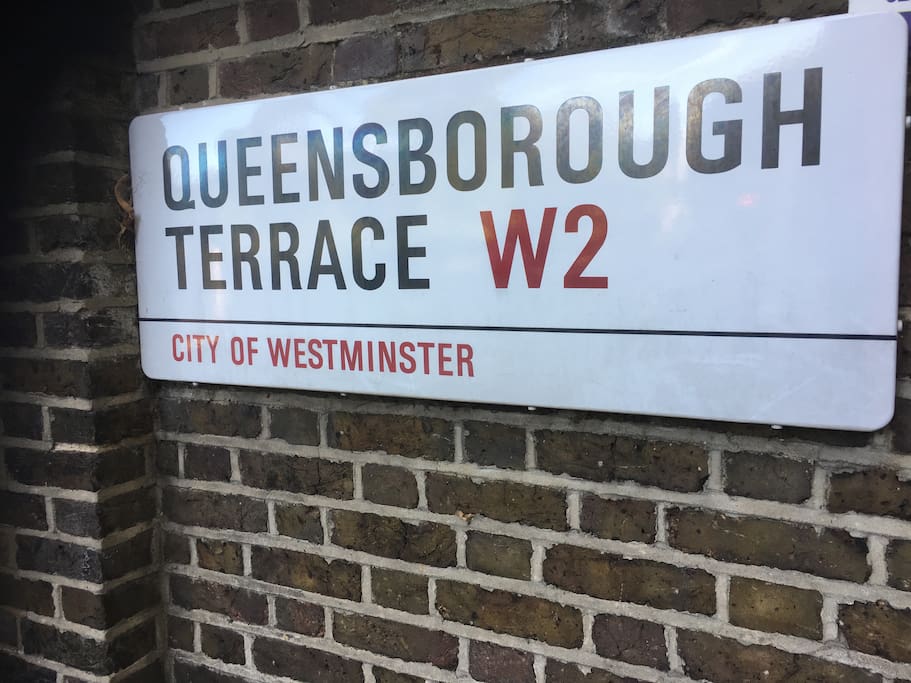 QUEENSBOROUGH
TERRACE W2
CITY OF WESTMINSTER